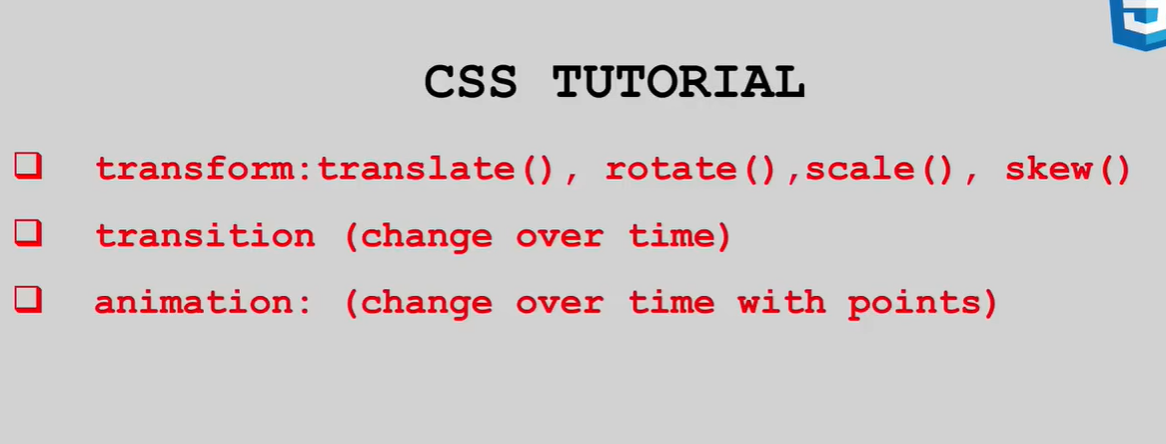 CSS TUTORIAL
transform:translate(), rotate(),scale(), skew()
transition (change over time)
animation: (change over time with points)